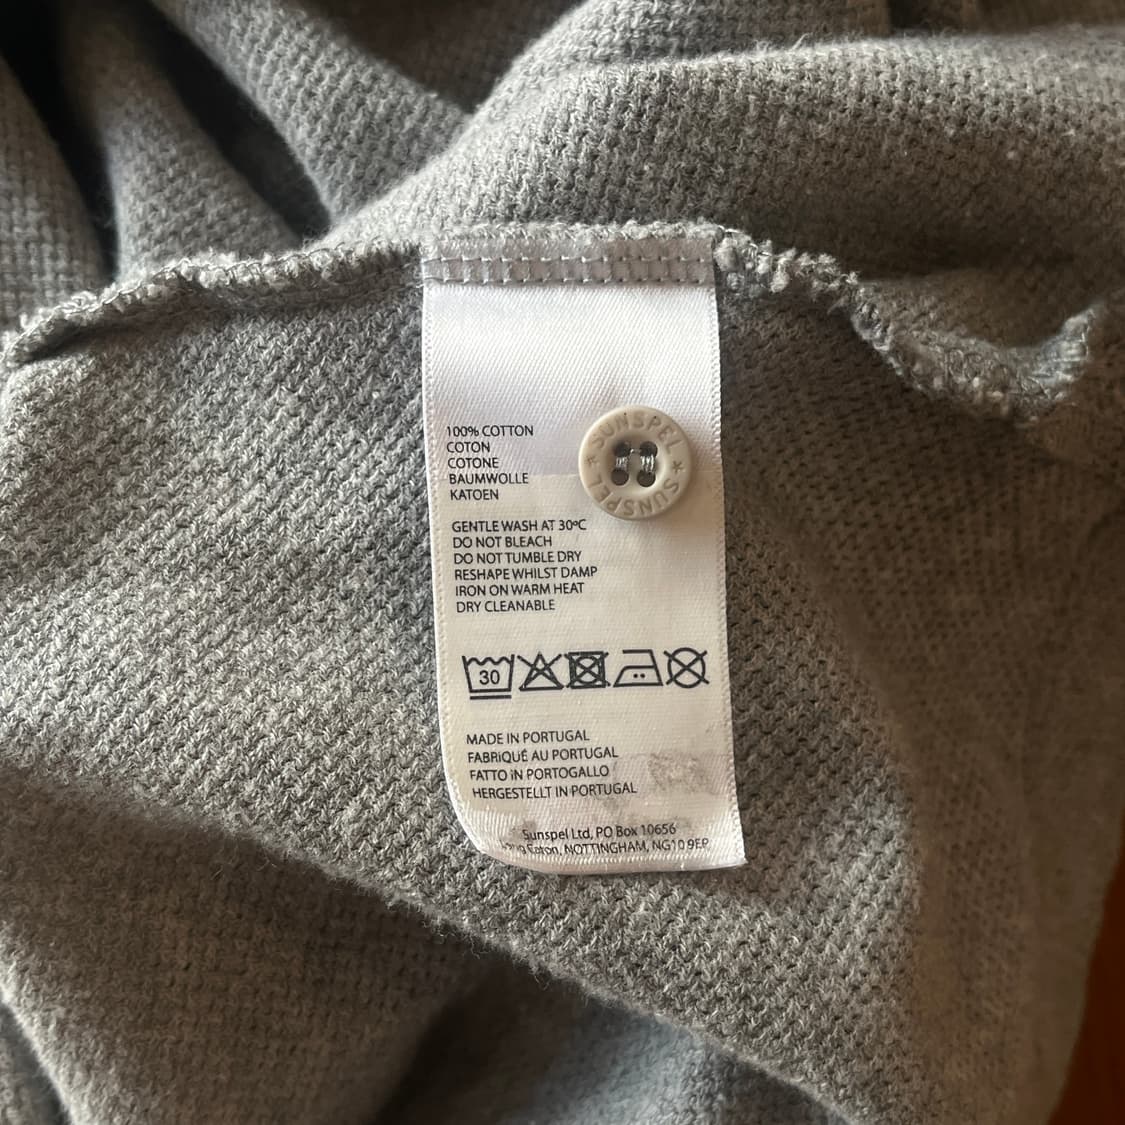 100% COTTON
COTON
COTONE
BAUMWOLLE
KATOEN
SUNSPEL * SUNSPEL *
GENTLE WASH AT 30ºC
DO NOT BLEACH
DO NOT TUMBLE DRY
RESHAPE WHILST DAMP
IRON ON WARM HEAT
DRY CLEANABLE
30
MADE IN PORTUGAL
FABRiQUÉ AU PORTUGAL
FATTO iN PORTOGALLO
HERGESTELLT IN PORTUGAL
Sunspel Ltd, PO Box 10656
Eaton, NOTTINGHAM, NG10 9EP